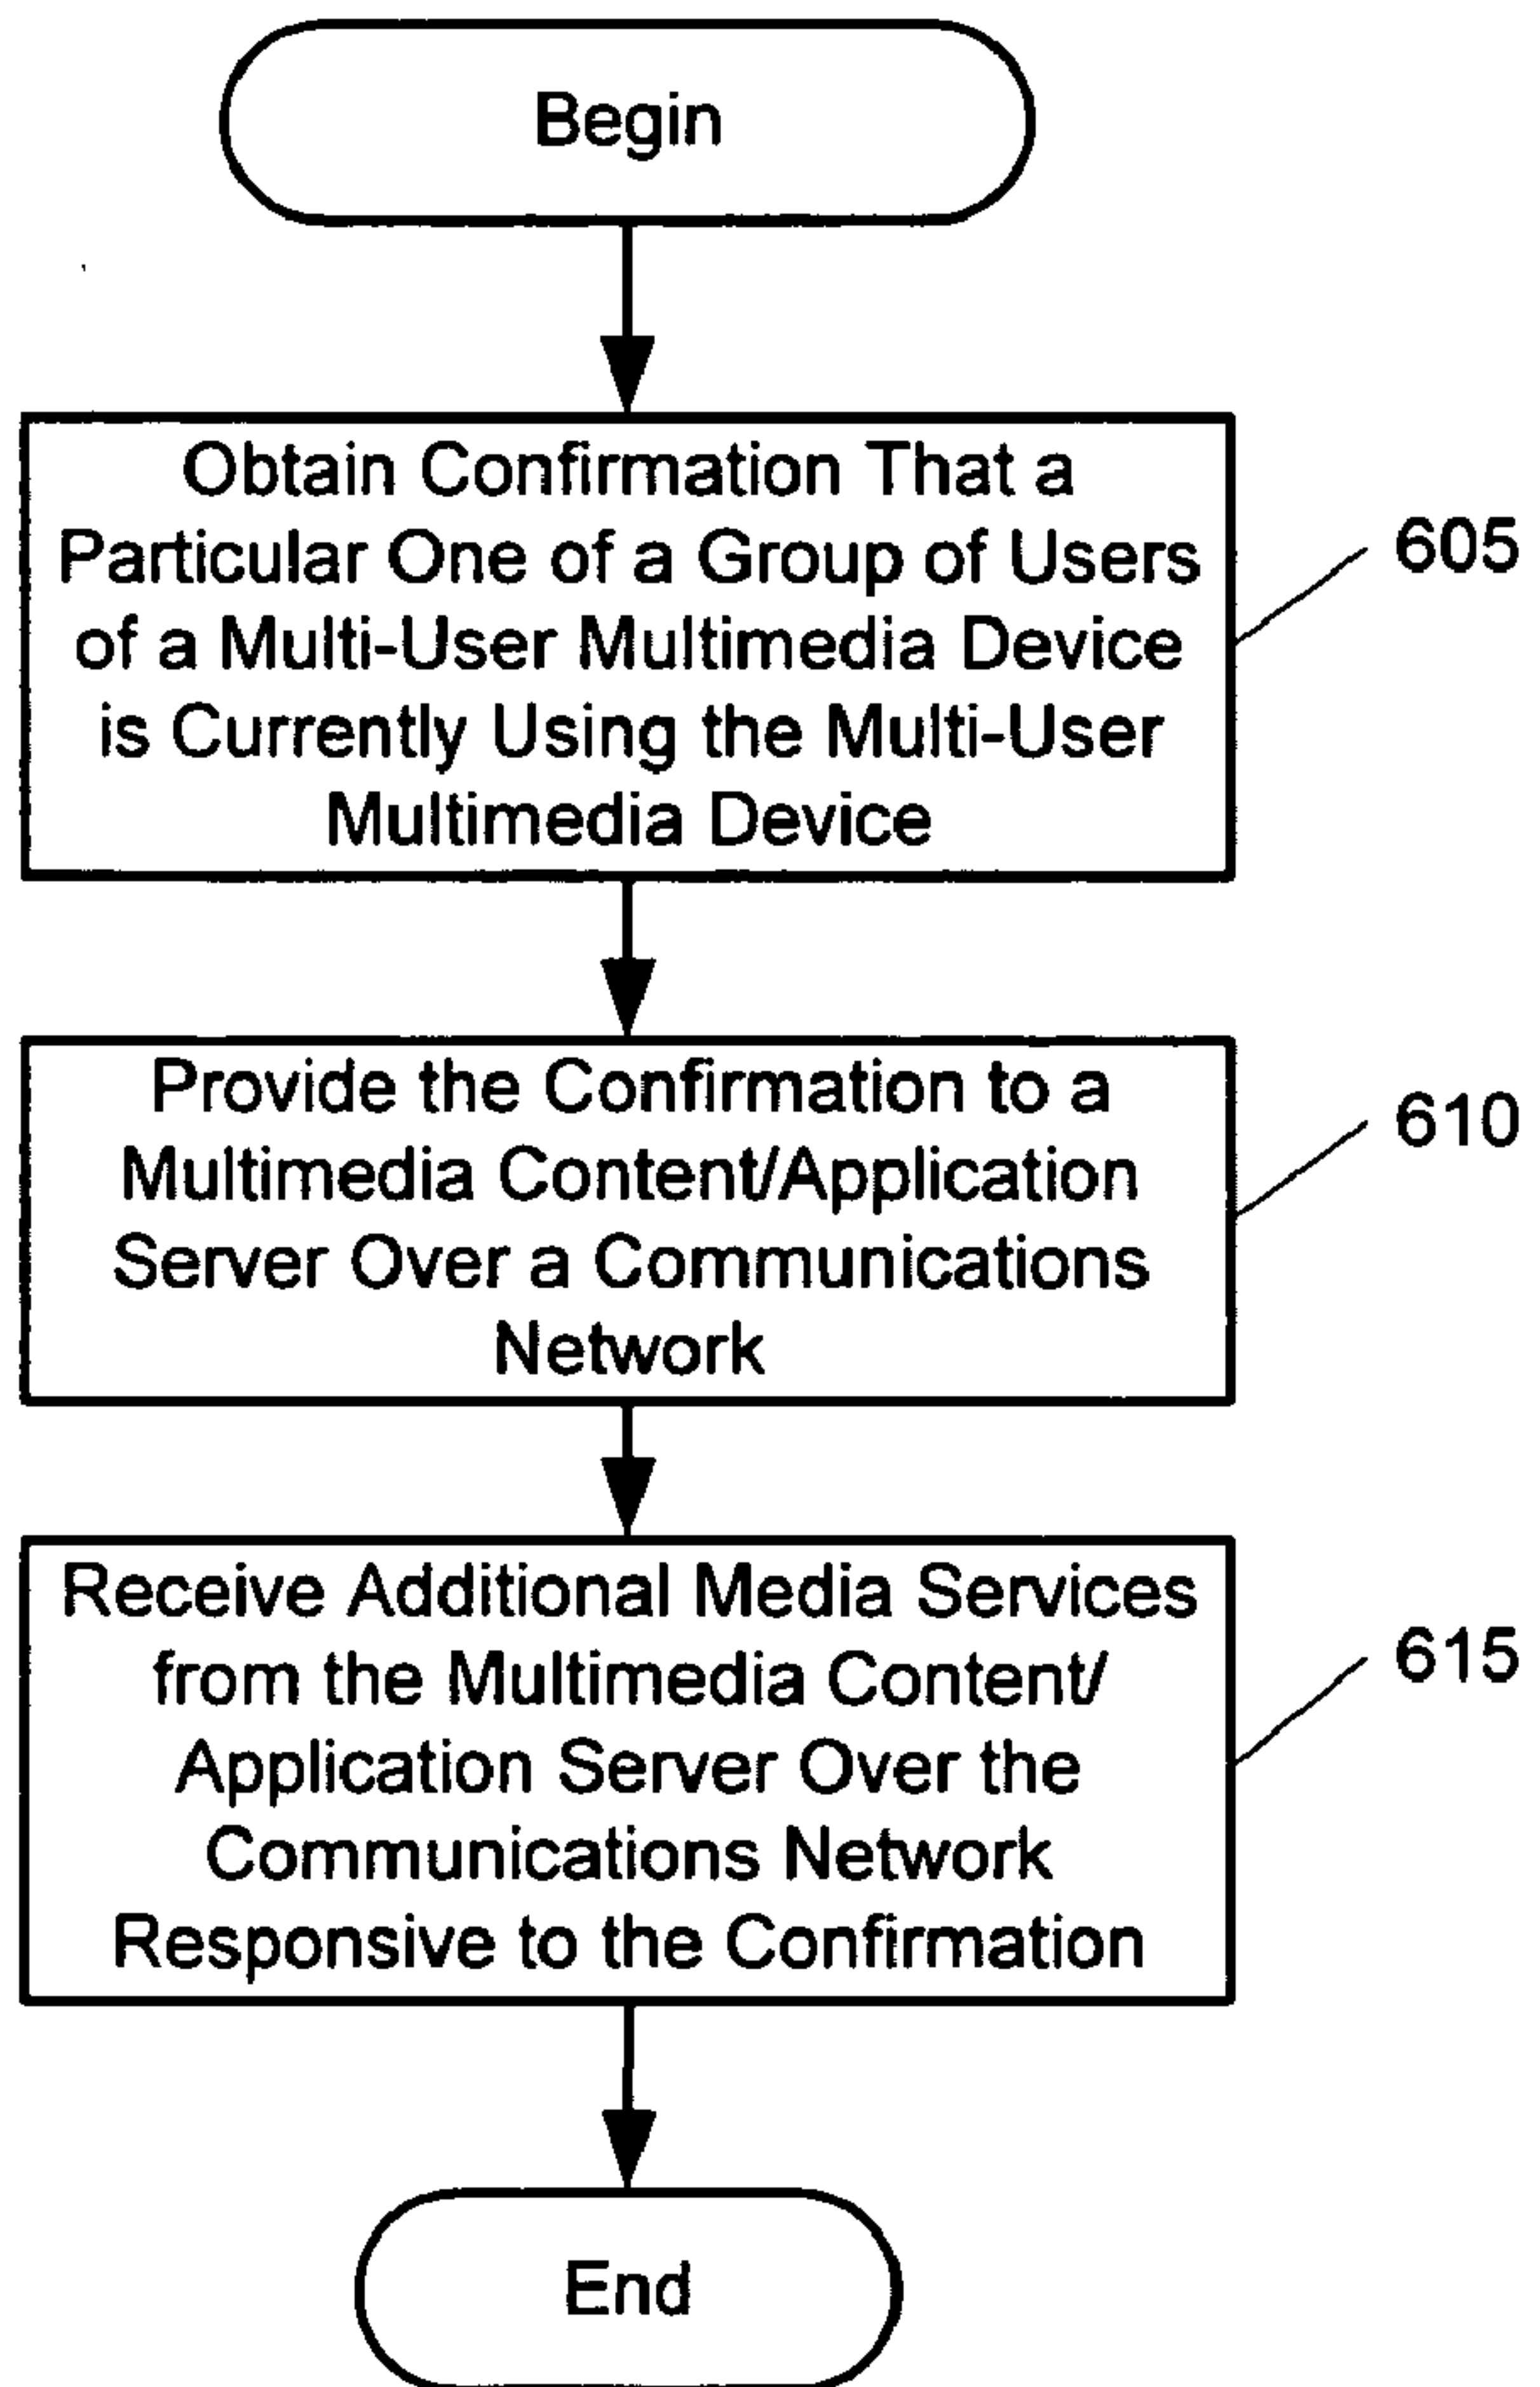 Begin
Obtain Confirmation That a
Particular One of a Group of Users
of a Multi-User Multimedia Device
is Currently Using the Multi-User
Multimedia Device
605
Provide the Confirmation to a
Multimedia Content/Application
Server Over a Communications
Network
610
Receive Additional Media Services
from the Multimedia Content/
Application Server Over the
Communications Network
Responsive to the Confirmation
615
End